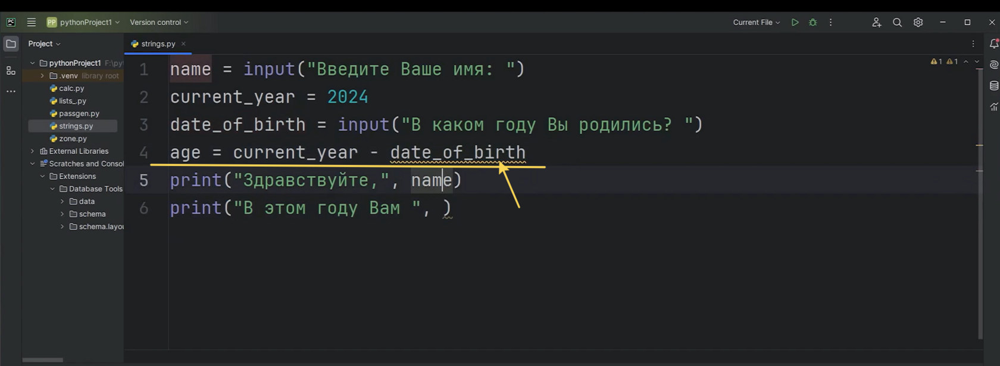 PC PP pythonProject1 Version control Current File
Project strings.py
pythonProject1 F:\pyt
.venv library root
calc.py
lists_.py
passgen.py
strings.py
zone.py
External Libraries
Scratches and Consol
Extensions
Database Tools
data
schema
schema.layou
1 name = input("Введите Ваше имя: ")
2 current_year = 2024
3 date_of_birth = input("В каком году Вы родились? ")
4 age = current_year - date_of_birth
5 print("Здравствуйте,", name)
6 print("В этом году Вам ", )
1 1